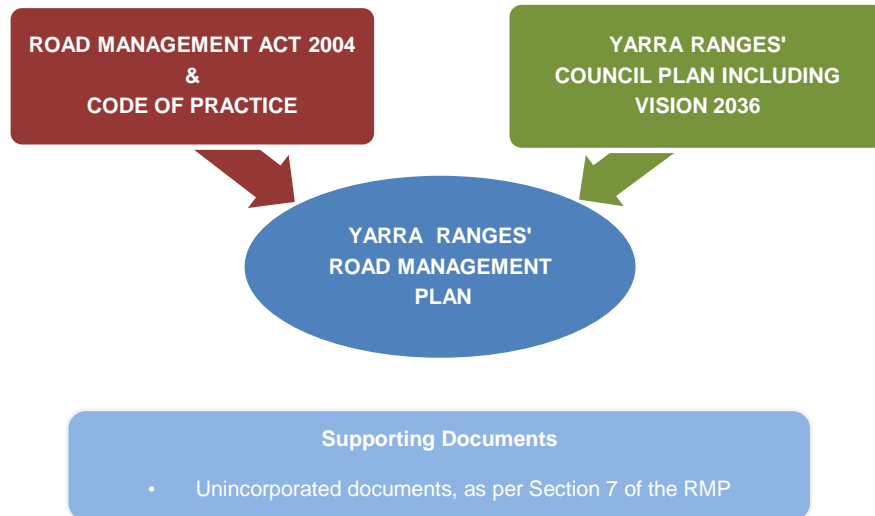 ROAD MANAGEMENT ACT 2004
&
CODE OF PRACTICE
YARRA RANGES'
COUNCIL PLAN INCLUDING
VISION 2036
YARRA RANGES'
ROAD MANAGEMENT
PLAN
Supporting Documents
• Unincorporated documents, as per Section 7 of the RMP